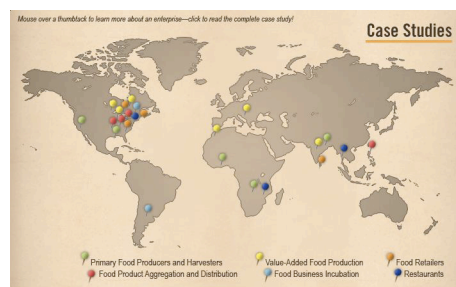 Mouse over a thumbtack to learn more about an enterprise—click to read the complete case study!
Case Studies
Primary Food Producers and Harvesters
Value-Added Food Production
Food Retailers
Food Product Aggregation and Distribution
Food Business Incubation
Restaurants